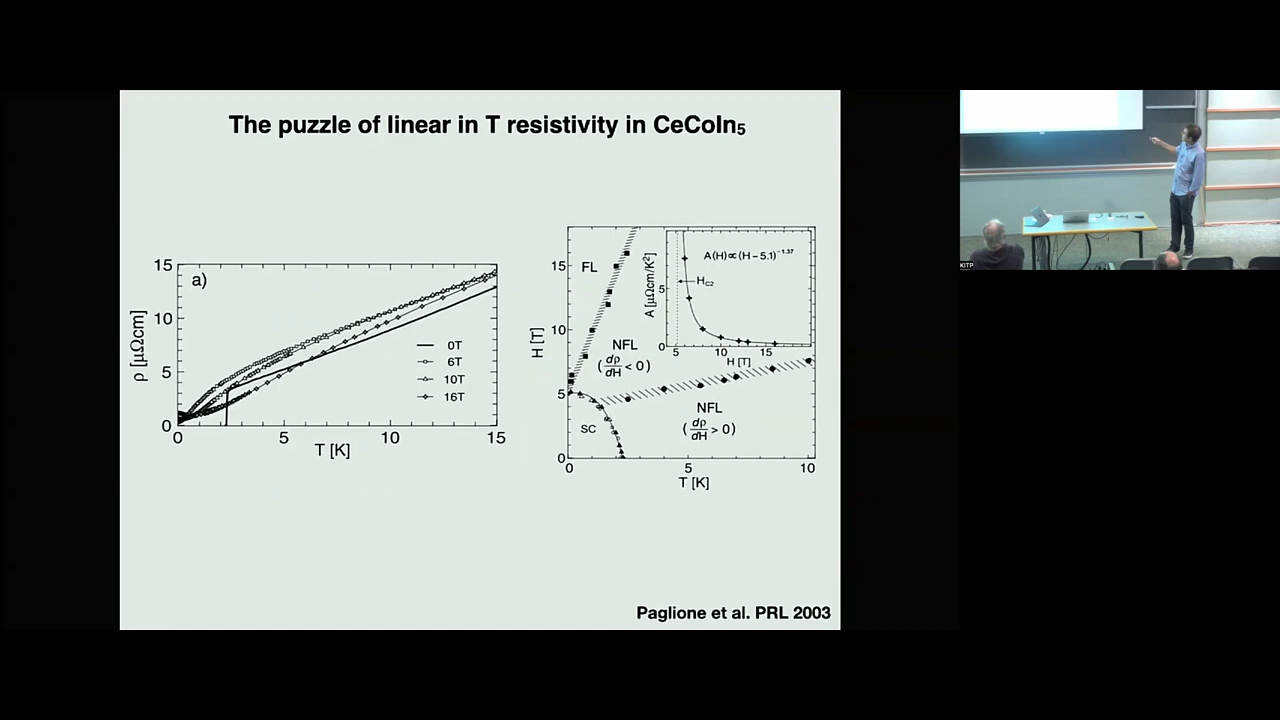 The puzzle of linear in T resistivity in CeCoIn₅
a)
15
10
5
0
ρ [μΩcm]
0T
6T
10T
16T
0 5 10 15
T [K]
H [T]
10
5
0
FL
NFL
(dρ/dH < 0)
SC
NFL
(dρ/dH > 0)
0 5 10
T [K]
A [μΩcm/K²]
5
0
A(H) ∝ (H − 5.1)⁻¹·³⁷
H_C2
5 10 15
H [T]
Paglione et al. PRL 2003
KITP